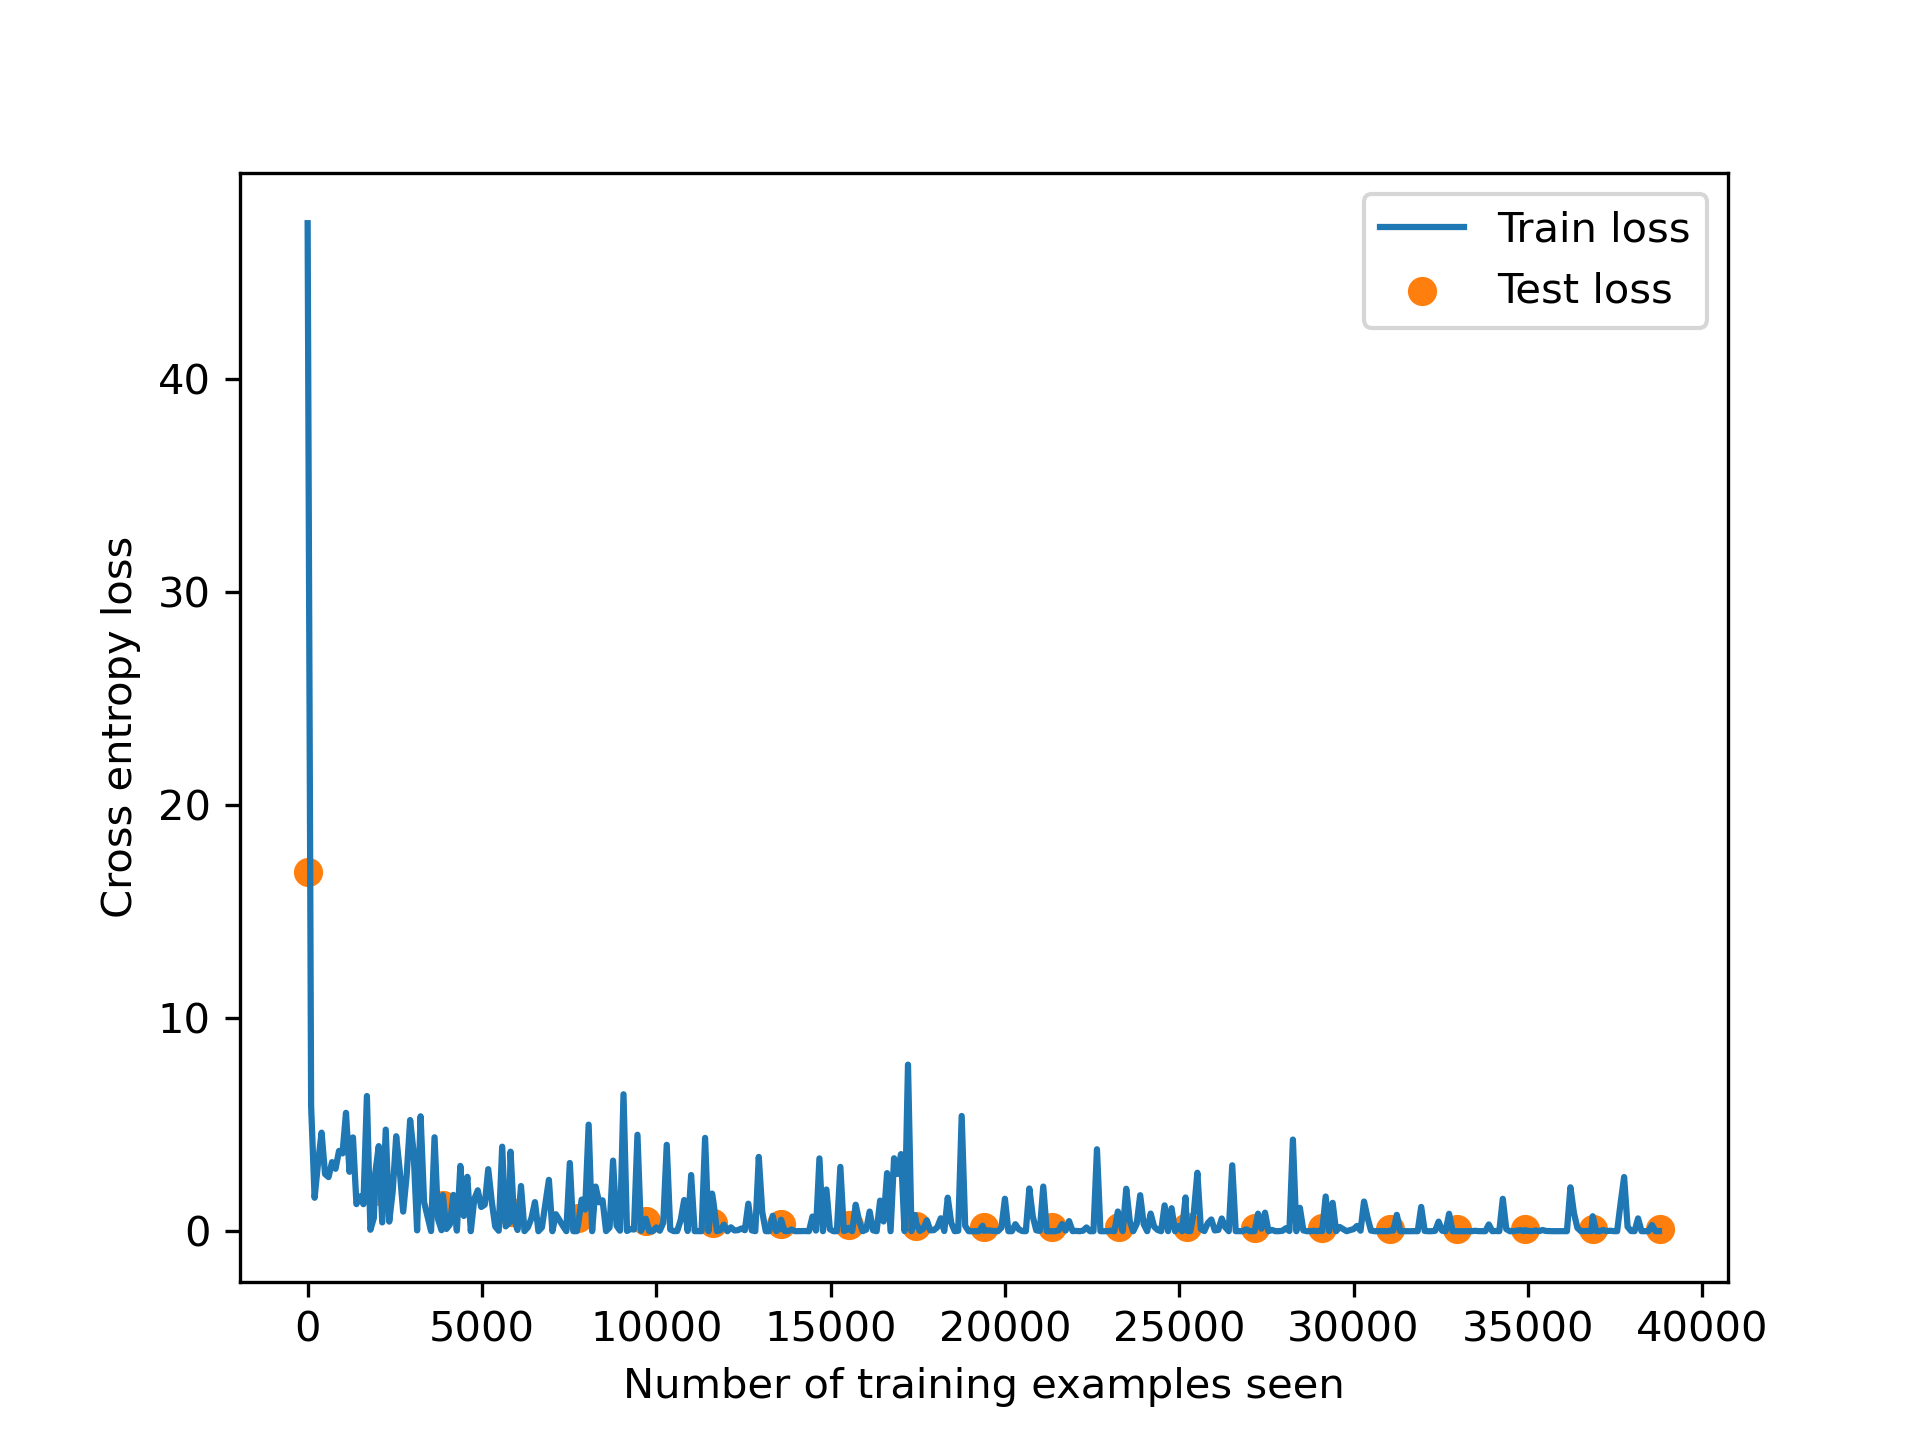 Train loss
Test loss
40
30
20
10
0
Cross entropy loss
0 5000 10000 15000 20000 25000 30000 35000 40000
Number of training examples seen